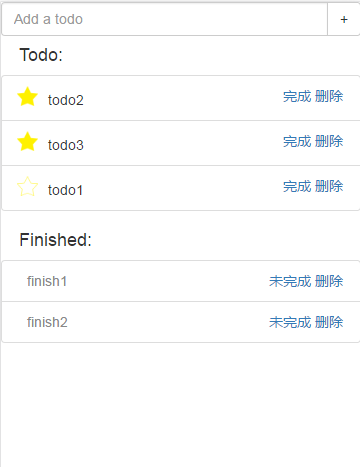 Add a todo +
Todo:
todo2 完成 删除
todo3 完成 删除
todo1 完成 删除
Finished:
finish1 未完成 删除
finish2 未完成 删除